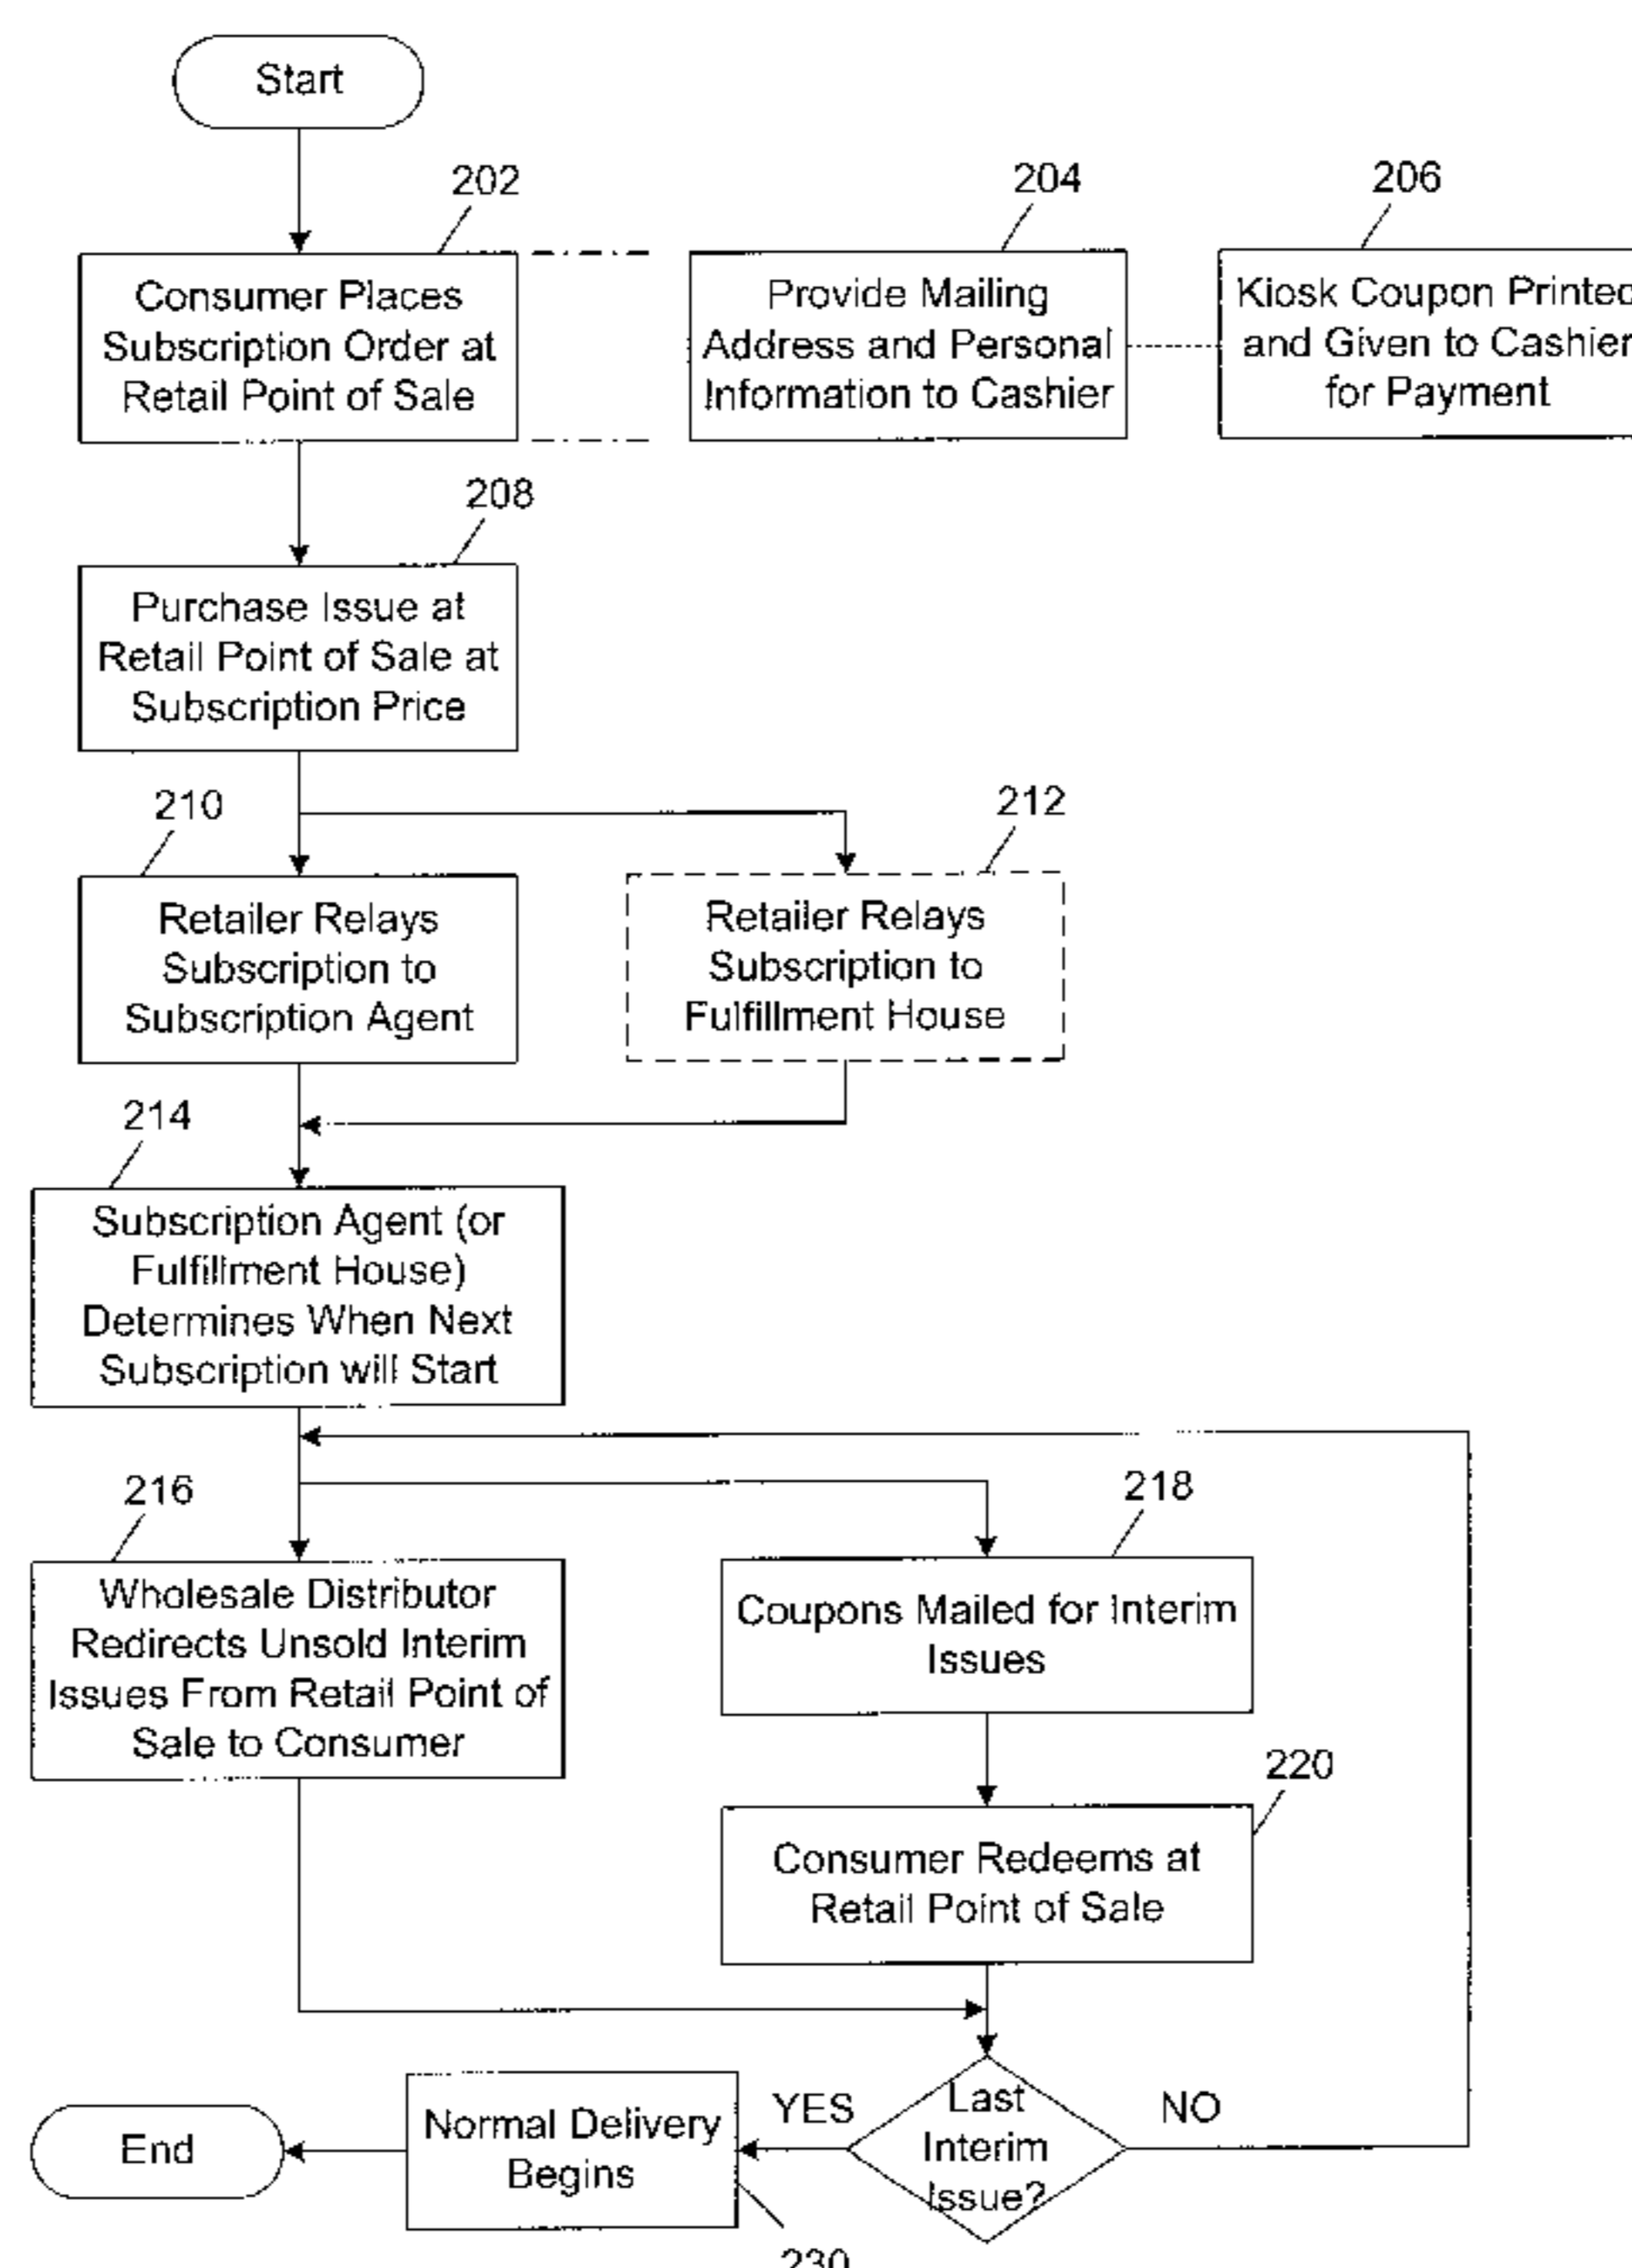 Start
202
204
206
Consumer Places
Subscription Order at
Retail Point of Sale
Provide Mailing
Address and Personal
Information to Cashier
Kiosk Coupon Printed
and Given to Cashier
for Payment
208
Purchase Issue at
Retail Point of Sale at
Subscription Price
210
212
Retailer Relays
Subscription to
Subscription Agent
Retailer Relays
Subscription to
Fulfillment House
214
Subscription Agent (or
Fulfillment House)
Determines When Next
Subscription will Start
216
218
Wholesale Distributor
Redirects Unsold Interim
Issues From Retail Point of
Sale to Consumer
Coupons Mailed for Interim
Issues
220
Consumer Redeems at
Retail Point of Sale
Last
Interim
Issue?
YES
NO
Normal Delivery
Begins
End
230